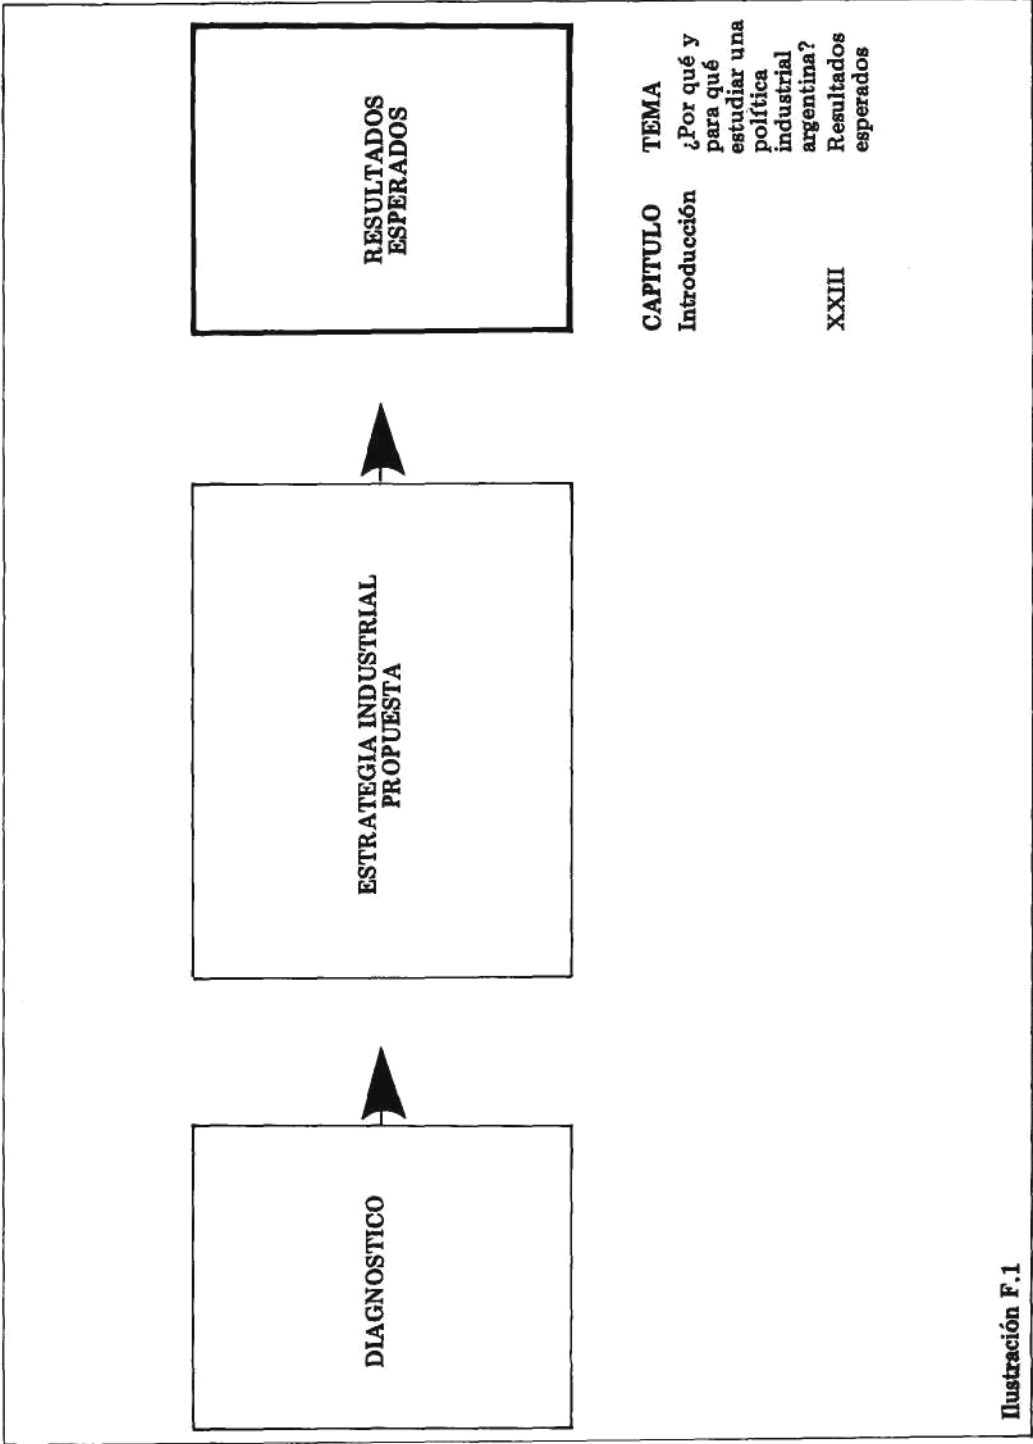 DIAGNOSTICO
ESTRATEGIA INDUSTRIAL
PROPUESTA
RESULTADOS
ESPERADOS
CAPITULO TEMA
Introducción ¿Por qué y
para qué
estudiar una
política
industrial
argentina?
XXIII Resultados
esperados
Ilustración F.1